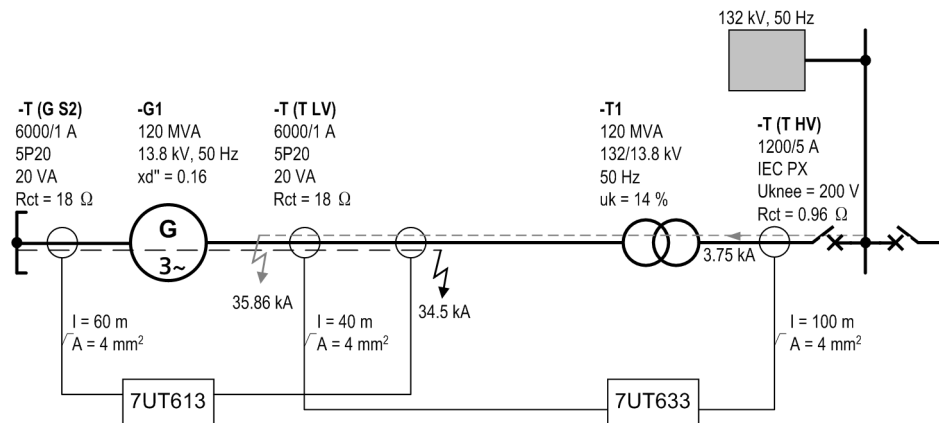 132 kV, 50 Hz
-T (G S2)
6000/1 A
5P20
20 VA
Rct = 18 Ω
-G1
120 MVA
13.8 kV, 50 Hz
xd" = 0.16
-T (T LV)
6000/1 A
5P20
20 VA
Rct = 18 Ω
-T1
120 MVA
132/13.8 kV
50 Hz
uk = 14 %
-T (T HV)
1200/5 A
IEC PX
Uknee = 200 V
Rct = 0.96 Ω
G
3~
3.75 kA
35.86 kA
34.5 kA
l = 60 m
A = 4 mm²
l = 40 m
A = 4 mm²
l = 100 m
A = 4 mm²
7UT613
7UT633